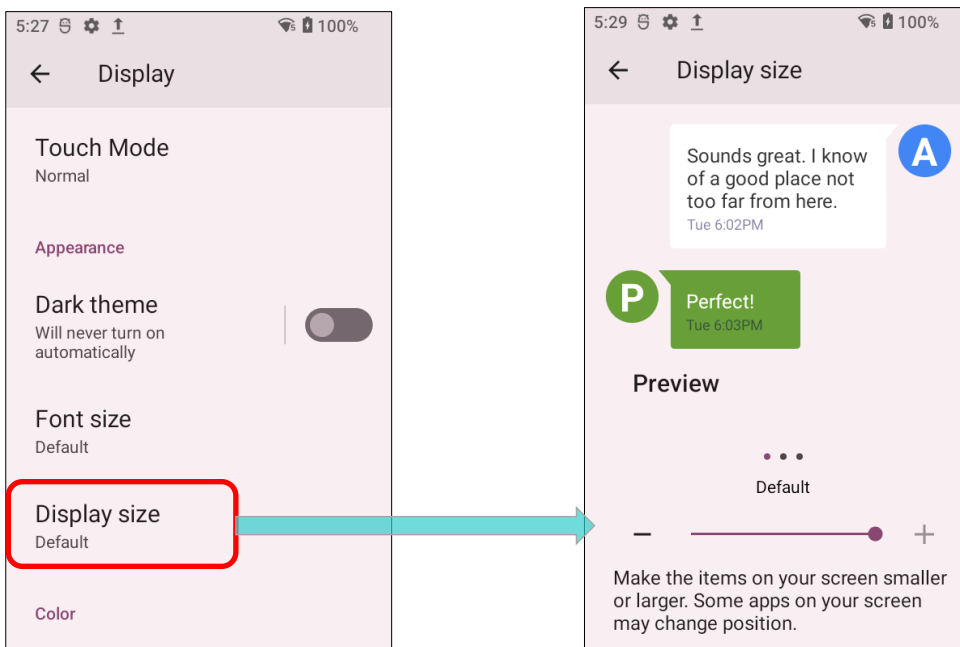 5:27 100%
Display
Touch Mode
Normal
Appearance
Dark theme
Will never turn on
automatically
Font size
Default
Display size
Default
Color
5:29 100%
Display size
Sounds great. I know
of a good place not
too far from here.
Tue 6:02PM
A
P
Perfect!
Tue 6:03PM
Preview
Default
Make the items on your screen smaller
or larger. Some apps on your screen
may change position.